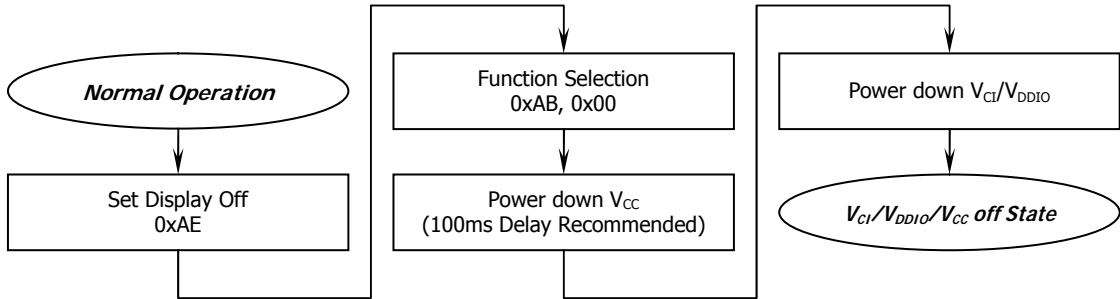 Normal Operation
Set Display Off
0xAE
Function Selection
0xAB, 0x00
Power down VCC
(100ms Delay Recommended)
Power down VCI/VDDIO
VCI/VDDIO/VCC off State